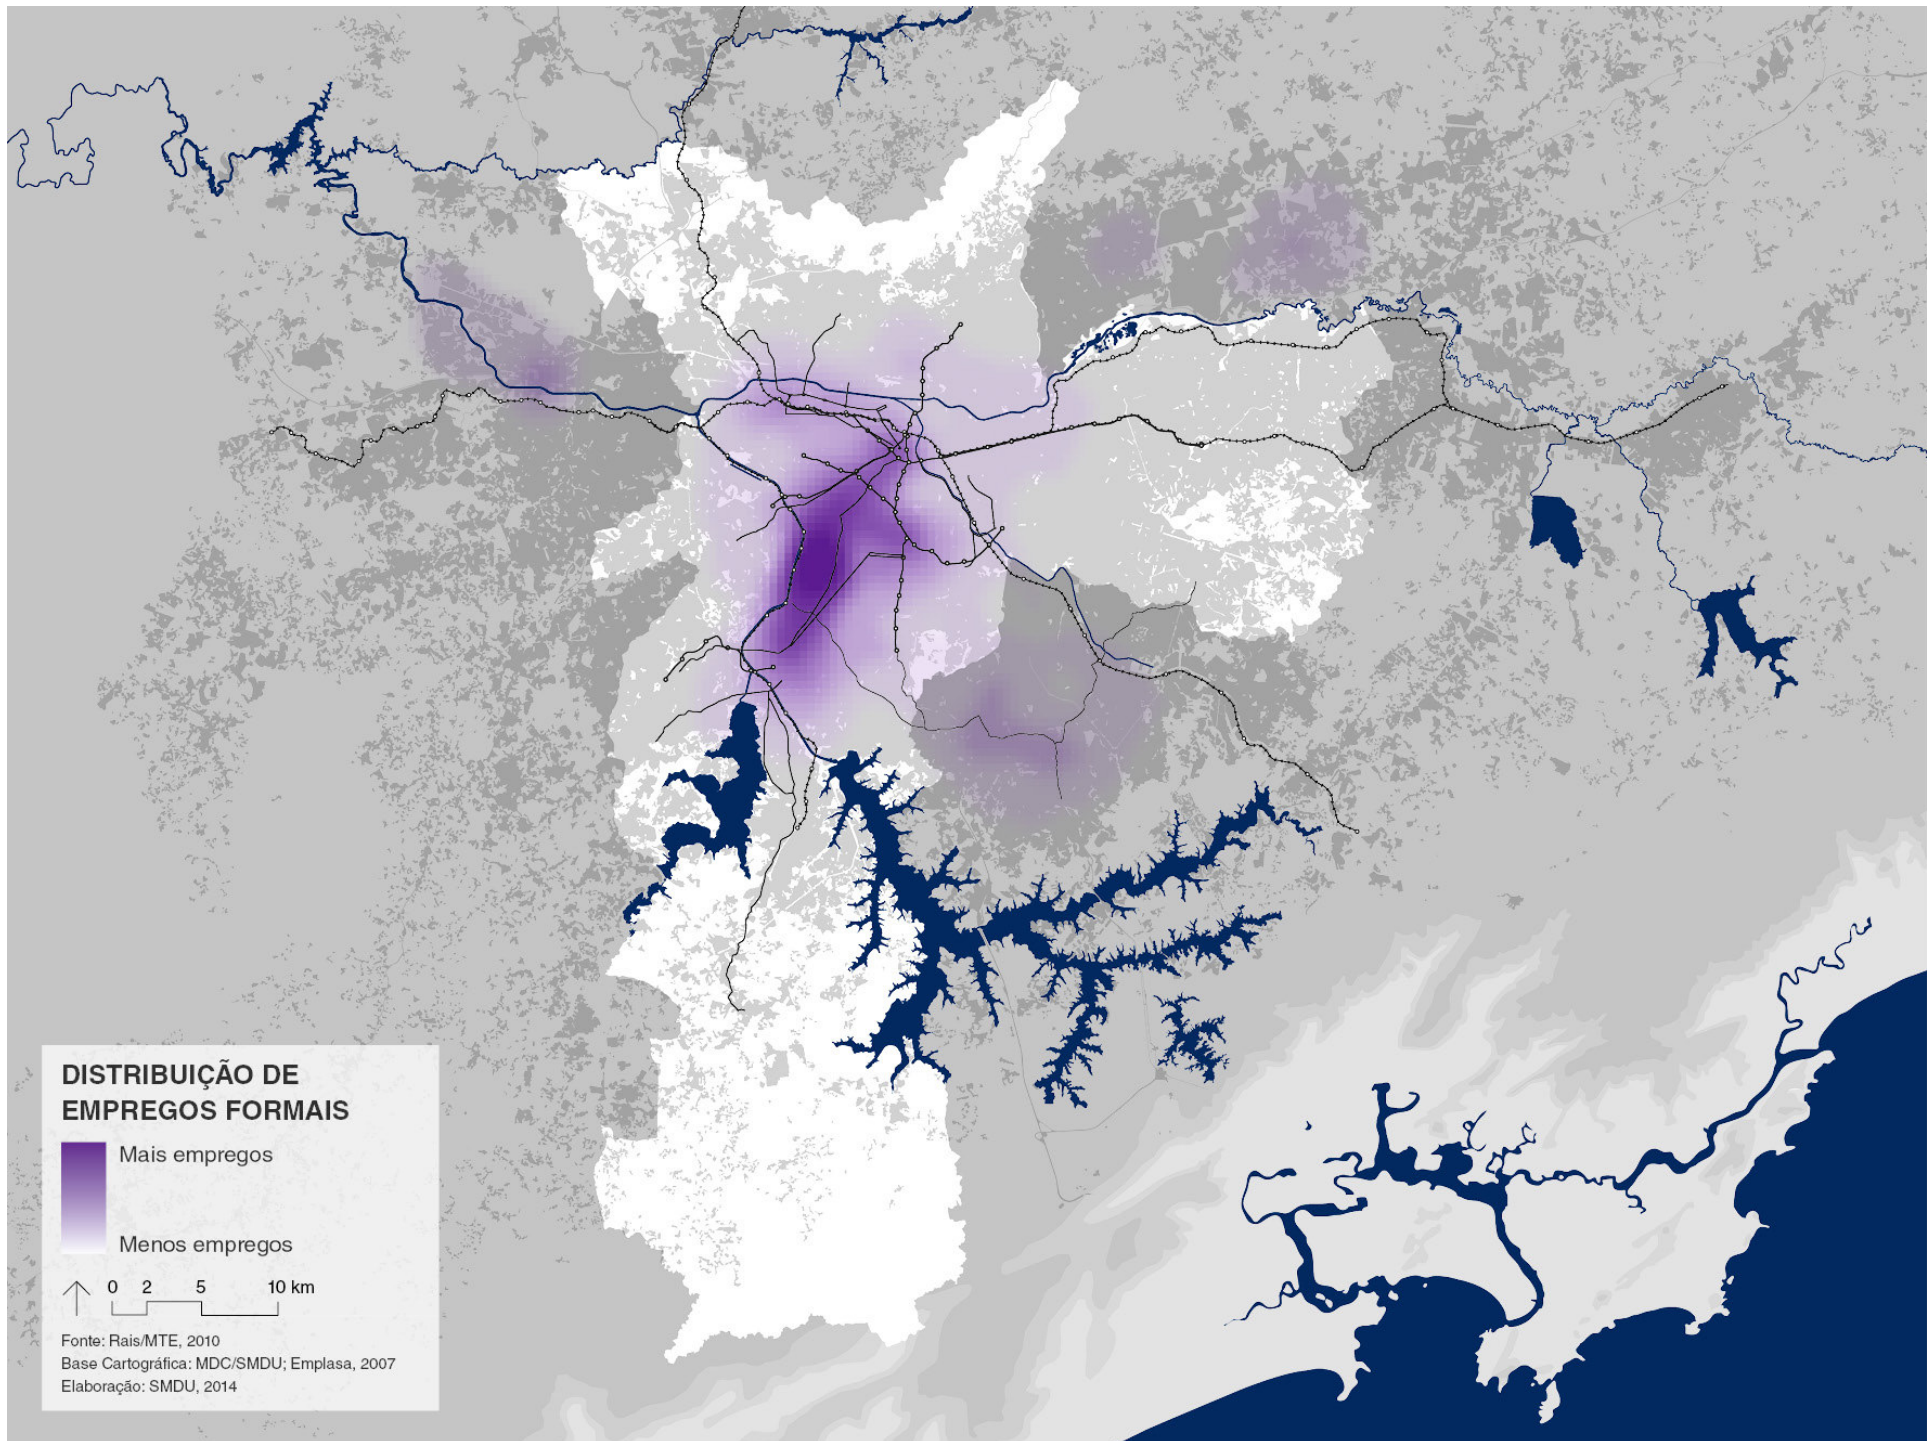 DISTRIBUIÇÃO DE
EMPREGOS FORMAIS
Mais empregos
Menos empregos
0 2 5 10 km
Fonte: Rais/MTE, 2010
Base Cartográfica: MDC/SMDU; Emplasa, 2007
Elaboração: SMDU, 2014